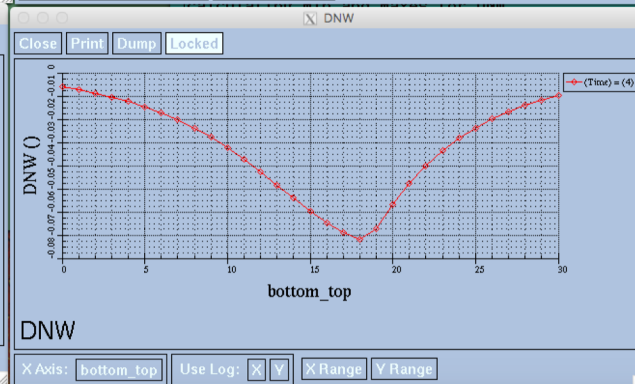 DNW
Close Print Dump Locked
(Time) = (4)
0
-0.01
-0.02
-0.03
-0.04
-0.05
-0.06
-0.07
-0.08
DNW ()
0 5 10 15 20 25 30
bottom_top
DNW
X Axis: bottom_top Use Log: X Y X Range Y Range